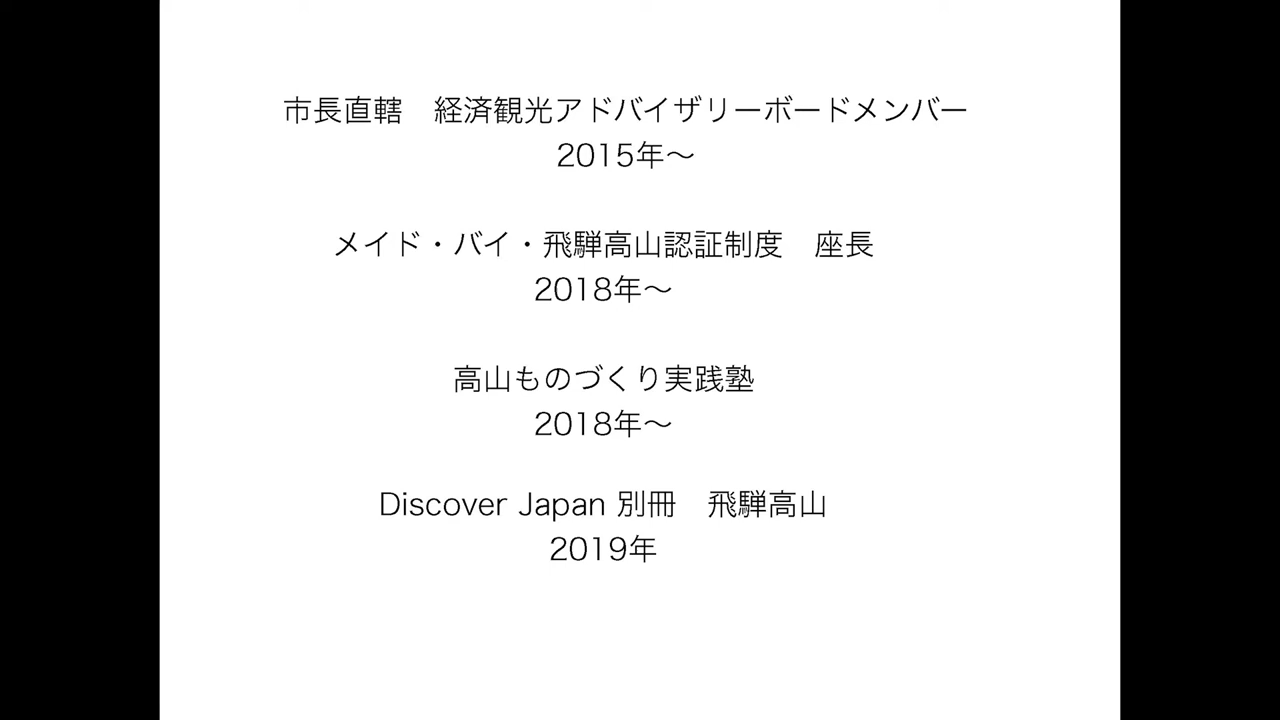 市長直轄　経済観光アドバイザリーボードメンバー
2015年〜
メイド・バイ・飛騨高山認証制度　座長
2018年〜
高山ものづくり実践塾
2018年〜
Discover Japan 別冊　飛騨高山
2019年